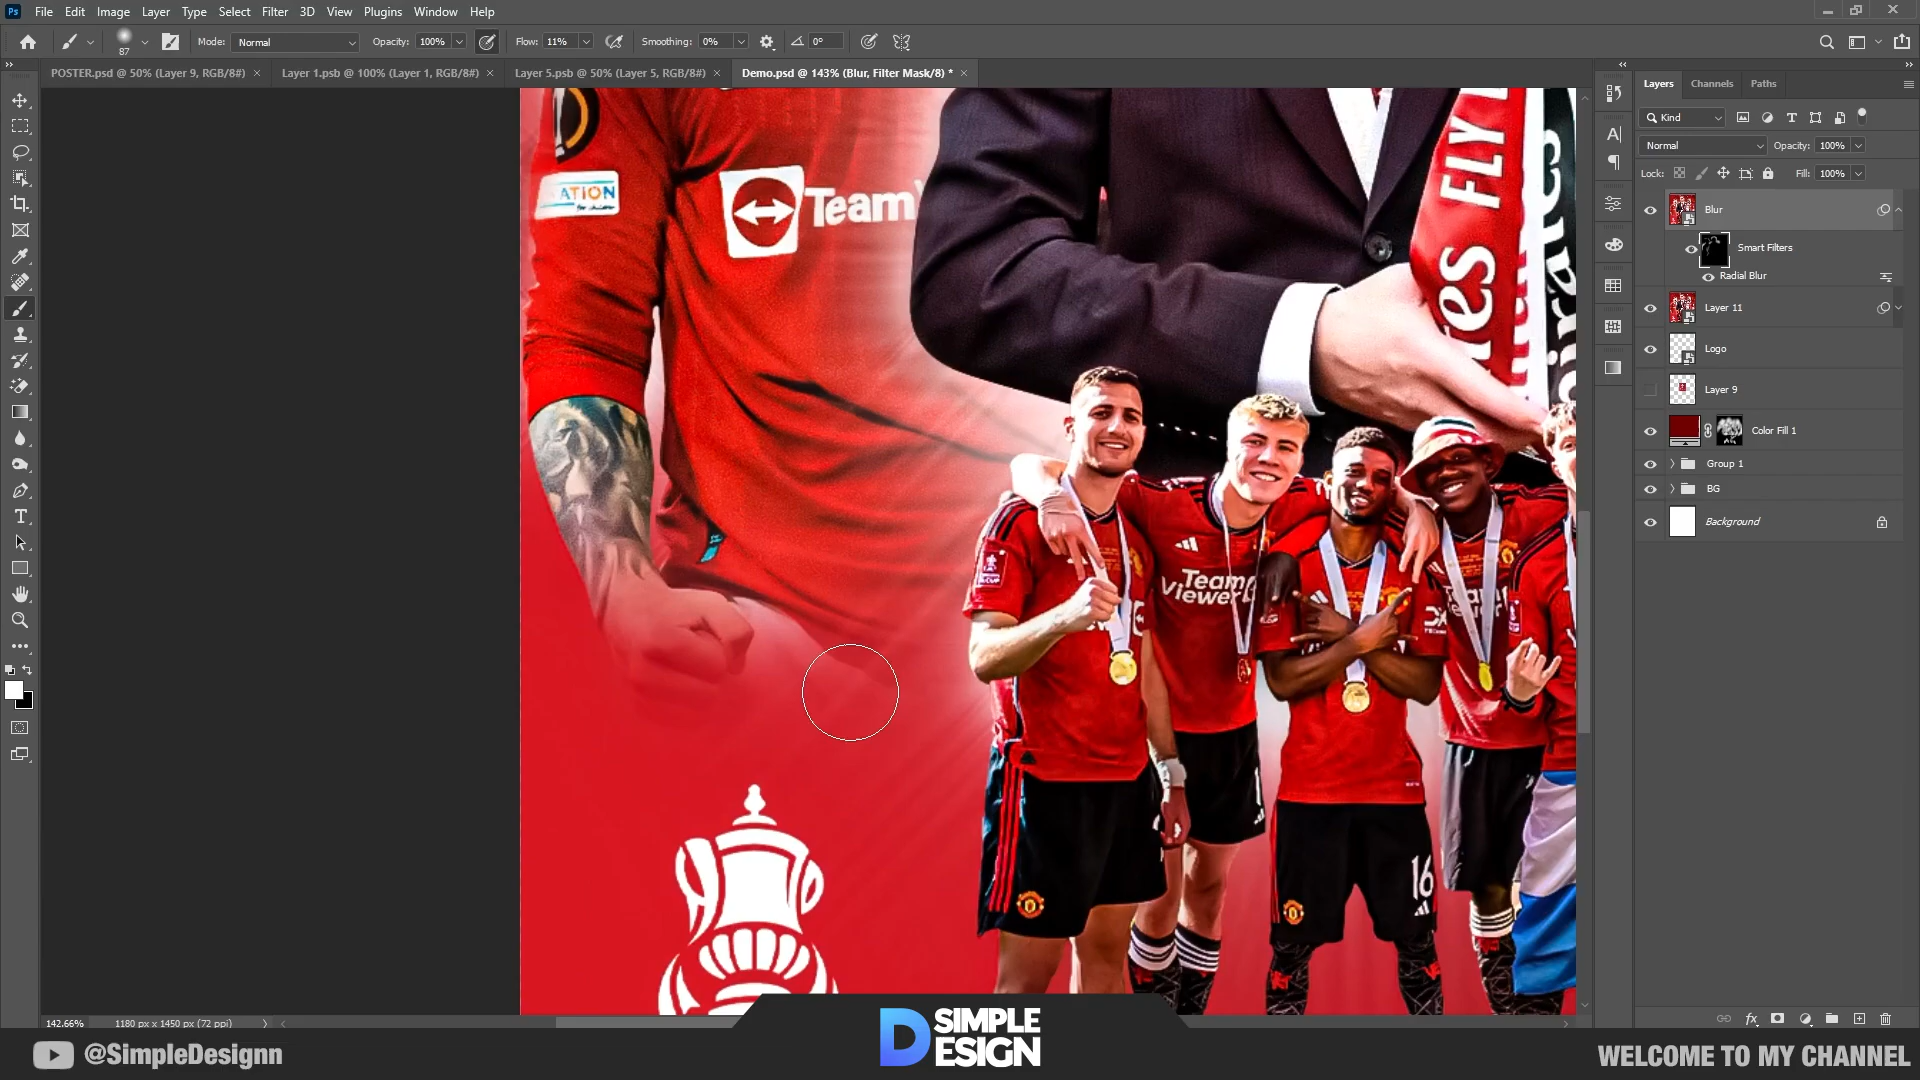 Ps File Edit Image Layer Type Select Filter 3D View Plugins Window Help
87 Mode: Normal Opacity: 100% Flow: 11% Smoothing: 0% 0°
POSTER.psd @ 50% (Layer 9, RGB/8#) × Layer 1.psb @ 100% (Layer 1, RGB/8#) × Layer 5.psb @ 50% (Layer 5, RGB/8#) × Demo.psd @ 143% (Blur, Filter Mask/8) * ×
Layers Channels Paths
Kind
Normal Opacity: 100%
Lock: Fill: 100%
Blur
Smart Filters
Radial Blur
Layer 11
Logo
Layer 9
Color Fill 1
Group 1
BG
Background
ATION
TeamV
FLY
res
Emirates
Team
Viewer
16
142.66% 1180 px x 1450 px (72 ppi)
@SimpleDesignn
D SIMPLE
DESIGN
WELCOME TO MY CHANNEL